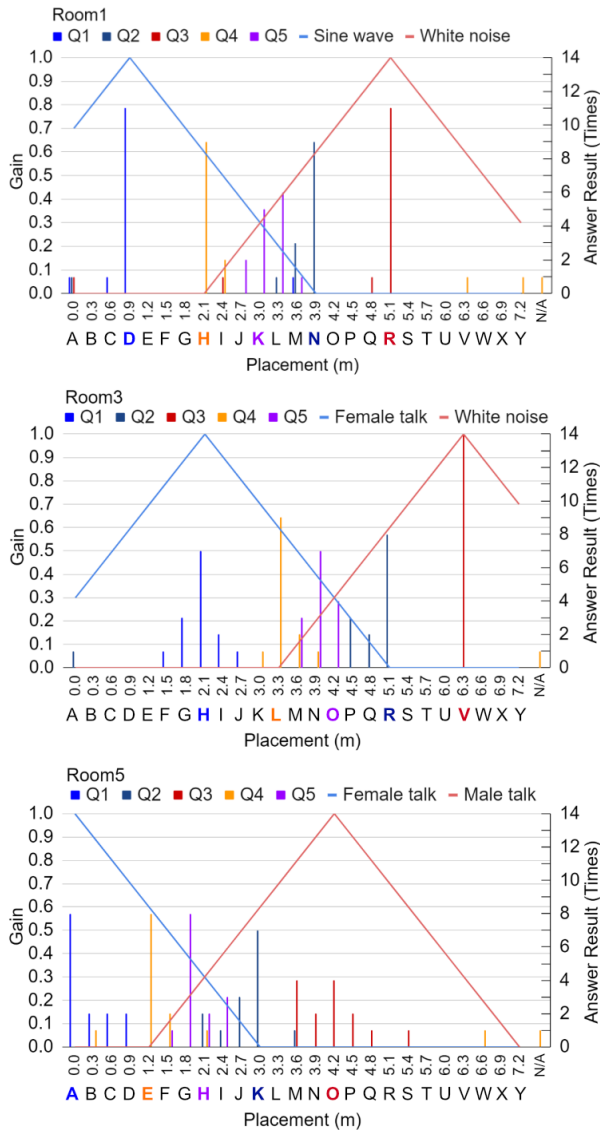 Room1
Q1 Q2 Q3 Q4 Q5 Sine wave White noise
1.0 14
0.9 12
0.8
0.7 10
0.6 8
0.5
0.4 6
0.3 4
0.2
0.1 2
0.0 0
Gain
Answer Result (Times)
0.0 0.3 0.6 0.9 1.2 1.5 1.8 2.1 2.4 2.7 3.0 3.3 3.6 3.9 4.2 4.5 4.8 5.1 5.4 5.7 6.0 6.3 6.6 6.9 7.2 N/A
A B C D E F G H I J K L M N O P Q R S T U V W X Y
Placement (m)
Room3
Q1 Q2 Q3 Q4 Q5 Female talk White noise
1.0 14
0.9 12
0.8
0.7 10
0.6 8
0.5
0.4 6
0.3 4
0.2
0.1 2
0.0 0
Gain
Answer Result (Times)
0.0 0.3 0.6 0.9 1.2 1.5 1.8 2.1 2.4 2.7 3.0 3.3 3.6 3.9 4.2 4.5 4.8 5.1 5.4 5.7 6.0 6.3 6.6 6.9 7.2 N/A
A B C D E F G H I J K L M N O P Q R S T U V W X Y
Placement (m)
Room5
Q1 Q2 Q3 Q4 Q5 Female talk Male talk
1.0 14
0.9 12
0.8
0.7 10
0.6 8
0.5
0.4 6
0.3 4
0.2
0.1 2
0.0 0
Gain
Answer Result (Times)
0.0 0.3 0.6 0.9 1.2 1.5 1.8 2.1 2.4 2.7 3.0 3.3 3.6 3.9 4.2 4.5 4.8 5.1 5.4 5.7 6.0 6.3 6.6 6.9 7.2 N/A
A B C D E F G H I J K L M N O P Q R S T U V W X Y
Placement (m)